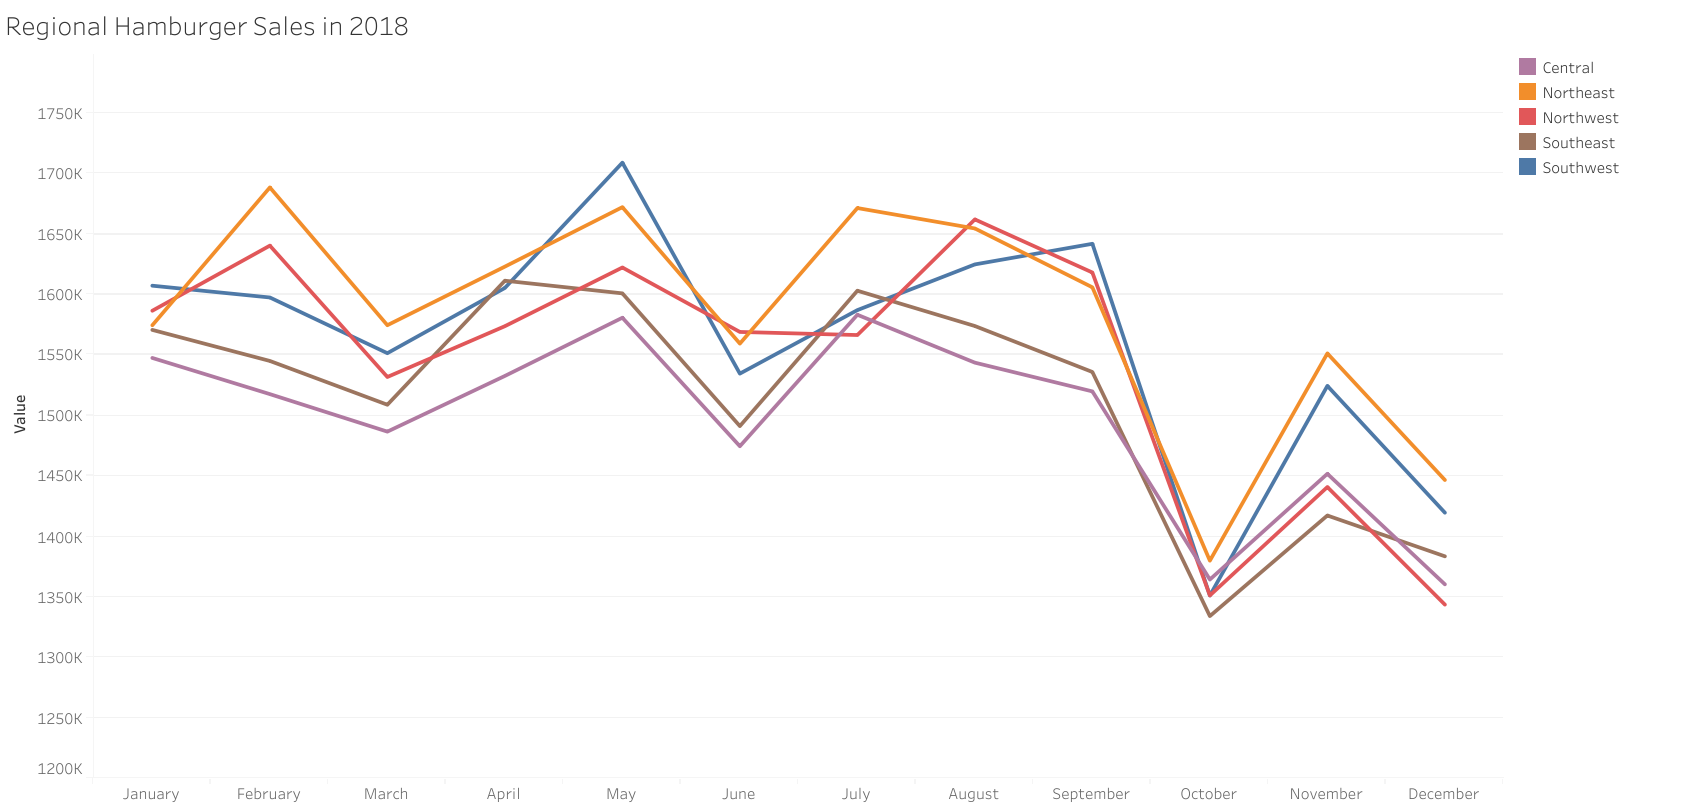 Regional Hamburger Sales in 2018
Central
Northeast
Northwest
Southeast
Southwest
Value
1750K
1700K
1650K
1600K
1550K
1500K
1450K
1400K
1350K
1300K
1250K
1200K
January February March April May June July August September October November December